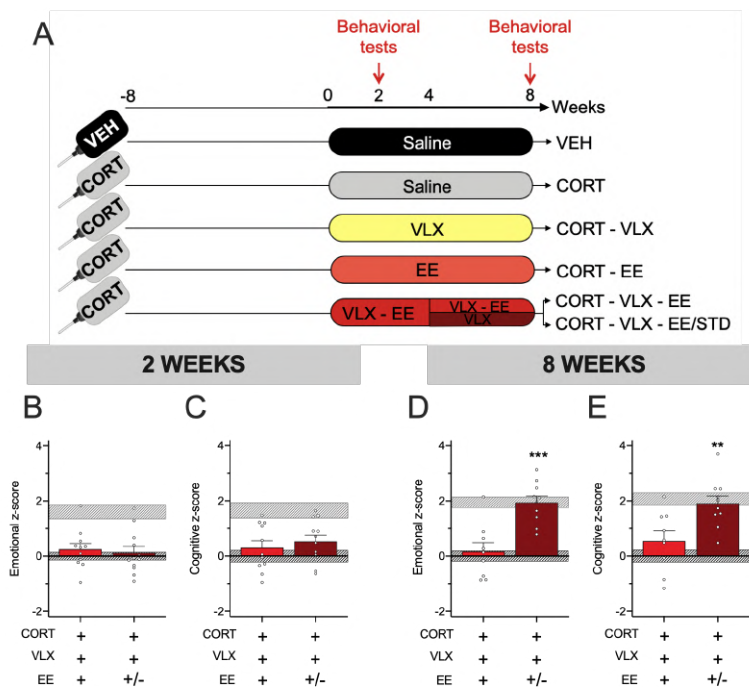 A
Behavioral
tests
Behavioral
tests
-8 0 2 4 8 Weeks
VEH Saline VEH
CORT Saline CORT
CORT VLX CORT - VLX
CORT EE CORT - EE
CORT VLX - EE VLX - EE CORT - VLX - EE
VLX CORT - VLX - EE/STD
2 WEEKS 8 WEEKS
B
4
2
0
-2
Emotional z-score
CORT + +
VLX + +
EE + +/-
C
4
2
0
-2
Cognitive z-score
CORT + +
VLX + +
EE + +/-
D
4
2
0
-2
Emotional z-score
***
CORT + +
VLX + +
EE + +/-
E
4
2
0
-2
Cognitive z-score
**
CORT + +
VLX + +
EE + +/-